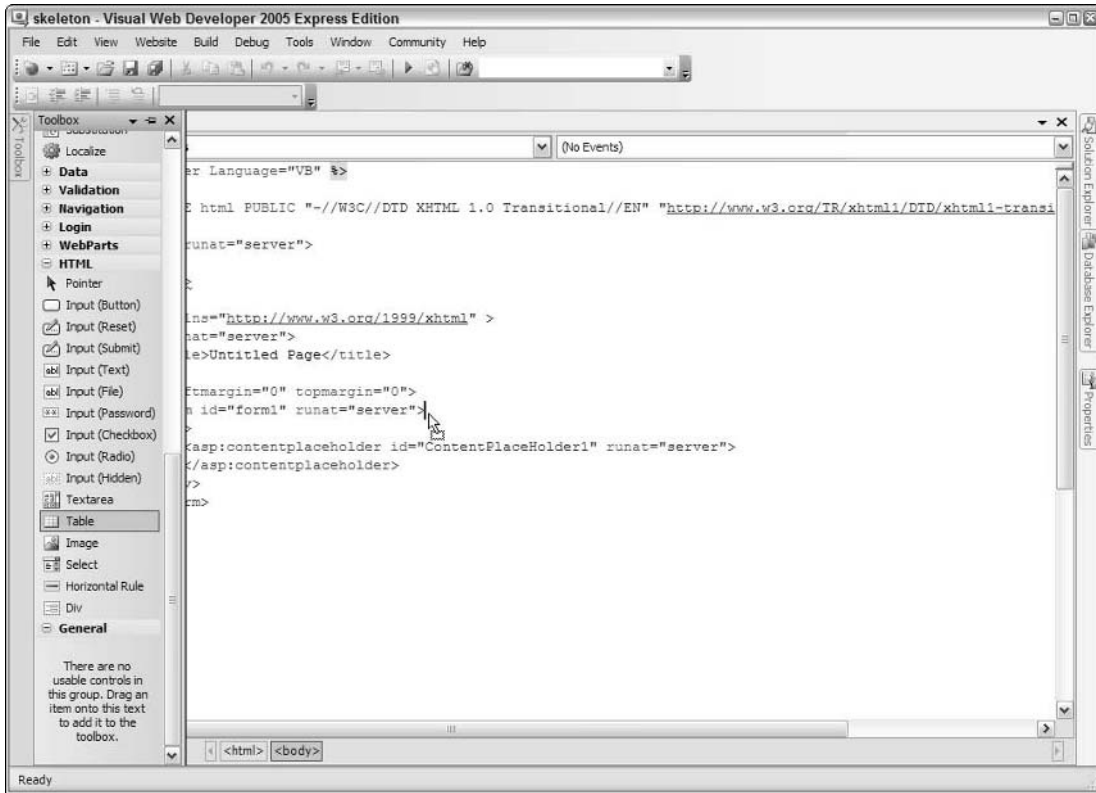 skeleton - Visual Web Developer 2005 Express Edition
File Edit View Website Build Debug Tools Window Community Help
Toolbox
Toolbox
Localize
Data
Validation
Navigation
Login
WebParts
HTML
Pointer
Input (Button)
Input (Reset)
Input (Submit)
Input (Text)
Input (File)
Input (Password)
Input (Checkbox)
Input (Radio)
Input (Hidden)
Textarea
Table
Image
Select
Horizontal Rule
Div
General
There are no
usable controls in
this group. Drag an
item onto this text
to add it to the
toolbox.
(No Events)
er Language="VB" %>
E html PUBLIC "-//W3C//DTD XHTML 1.0 Transitional//EN" "http://www.w3.org/TR/xhtml1/DTD/xhtml1-transi
runat="server">
lns="http://www.w3.org/1999/xhtml" >
nat="server">
le>Untitled Page</title>
ftmargin="0" topmargin="0">
m id="form1" runat="server">
>
<asp:contentplaceholder id="ContentPlaceHolder1" runat="server">
</asp:contentplaceholder>
v>
rm>
<html> <body>
Solution Explorer
Database Explorer
Properties
Ready